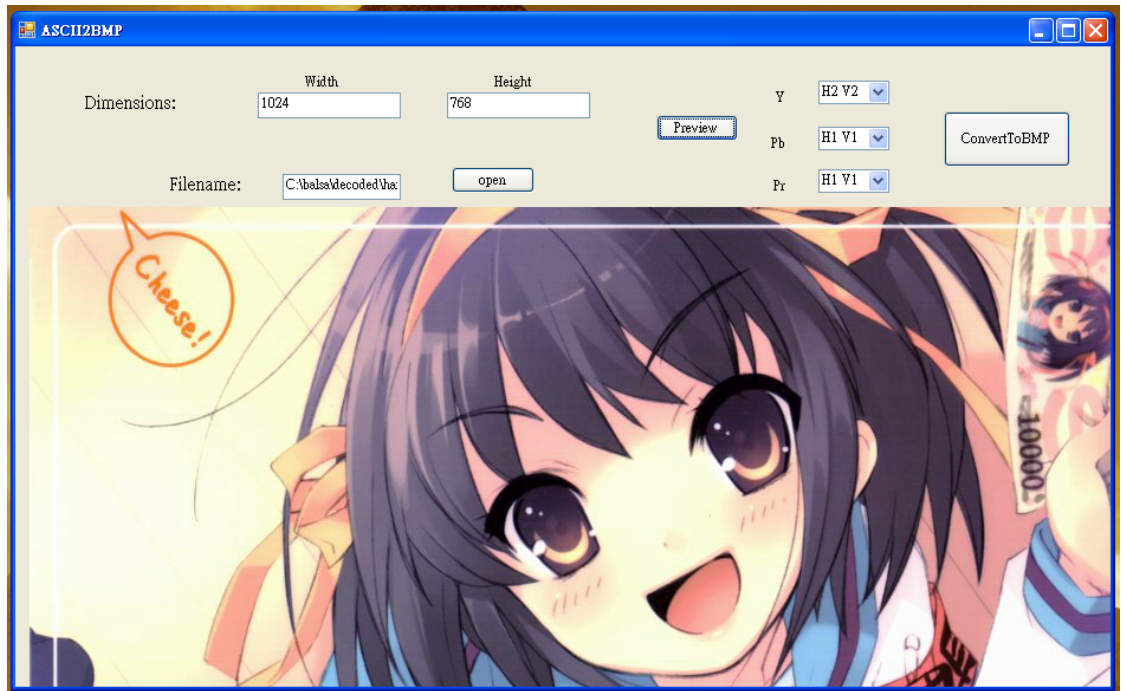 ASCII2BMP
Width
Height
Dimensions:
1024
768
Y
H2 V2
Preview
Pb
H1 V1
ConvertToBMP
Filename:
C:\balsa\decoded\ha
open
Pr
H1 V1
Cheese!
10000